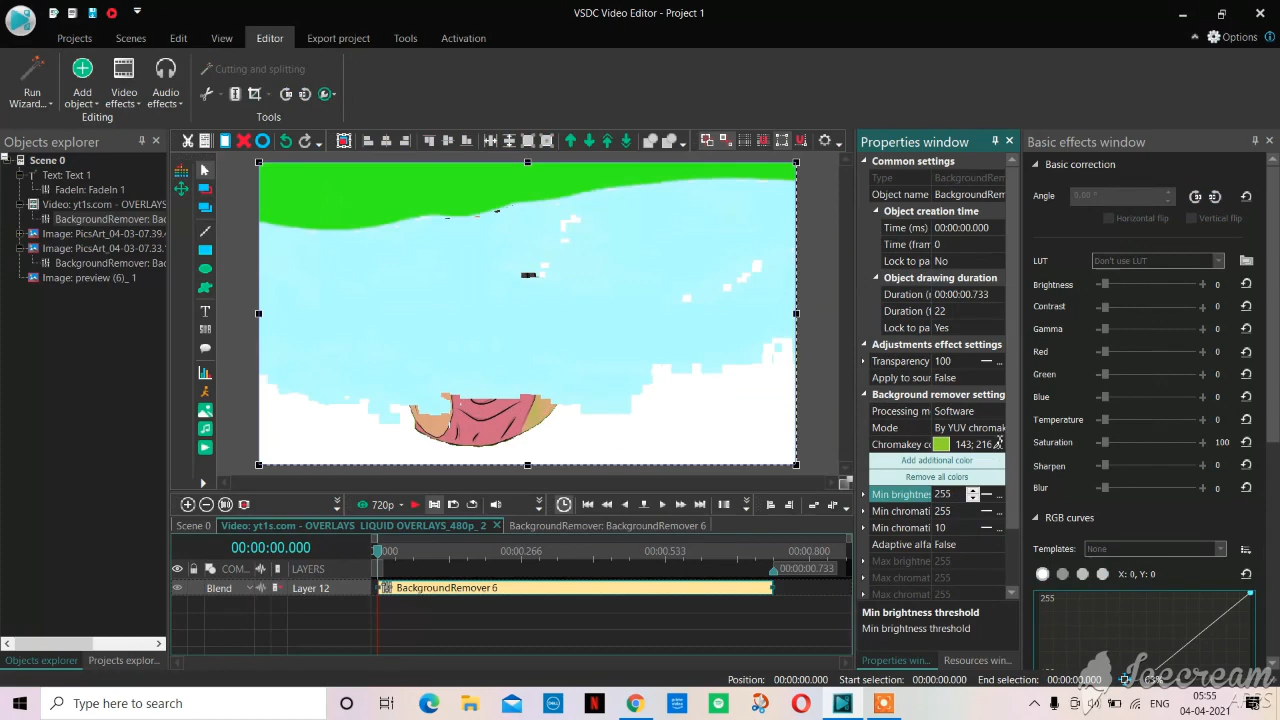 VSDC Video Editor - Project 1
Projects Scenes Edit View Editor Export project Tools Activation
Options
Run Wizard...
Add object
Video effects
Audio effects
Cutting and splitting
Editing
Tools
Objects explorer
Scene 0
Text: Text 1
FadeIn: FadeIn 1
Video: yt1s.com - OVERLAYS
BackgroundRemover: Bac
Image: PicsArt_04-03-07.39.4
Image: PicsArt_04-03-07.33.1
BackgroundRemover: Bac
Image: preview (6)_ 1
Objects explorer Projects explor...
Properties window
Common settings
Type BackgroundRem
Object name BackgroundRem
Object creation time
Time (ms) 00:00:00.000
Time (fram 0
Lock to pa No
Object drawing duration
Duration (r 00:00:00.733
Duration (f 22
Lock to pa Yes
Adjustments effect settings
Transparency 100
Apply to sour False
Background remover setting
Processing m Software
Mode By YUV chromak
Chromakey co 143; 216
Add additional color
Remove all colors
Min brightnes 255
Min chromati 255
Min chromati 10
Adaptive alfa False
Max brightne 255
Max chromat 255
Max chromat 255
Min brightness threshold
Min brightness threshold
Properties win... Resources win...
Basic effects window
Basic correction
Angle 0.00 °
Horizontal flip Vertical flip
LUT Don't use LUT
Brightness 0
Contrast 0
Gamma 0
Red 0
Green 0
Blue 0
Temperature 0
Saturation 100
Sharpen 0
Blur 0
RGB curves
Templates: None
X: 0, Y: 0
255
720p
Scene 0 Video: yt1s.com - OVERLAYS LIQUID OVERLAYS_480p_ 2 BackgroundRemover: BackgroundRemover 6
00:00:00.000
000 00:00.266 00:00.533 00:00.800
00:00:00.733
COM... LAYERS
Blend Layer 12
BackgroundRemover 6
Position: 00:00:00.000 Start selection: 00:00:00.000 End selection: 00:00:00.000
Icecream
APPS
Type here to search
05:55
04-04-2021